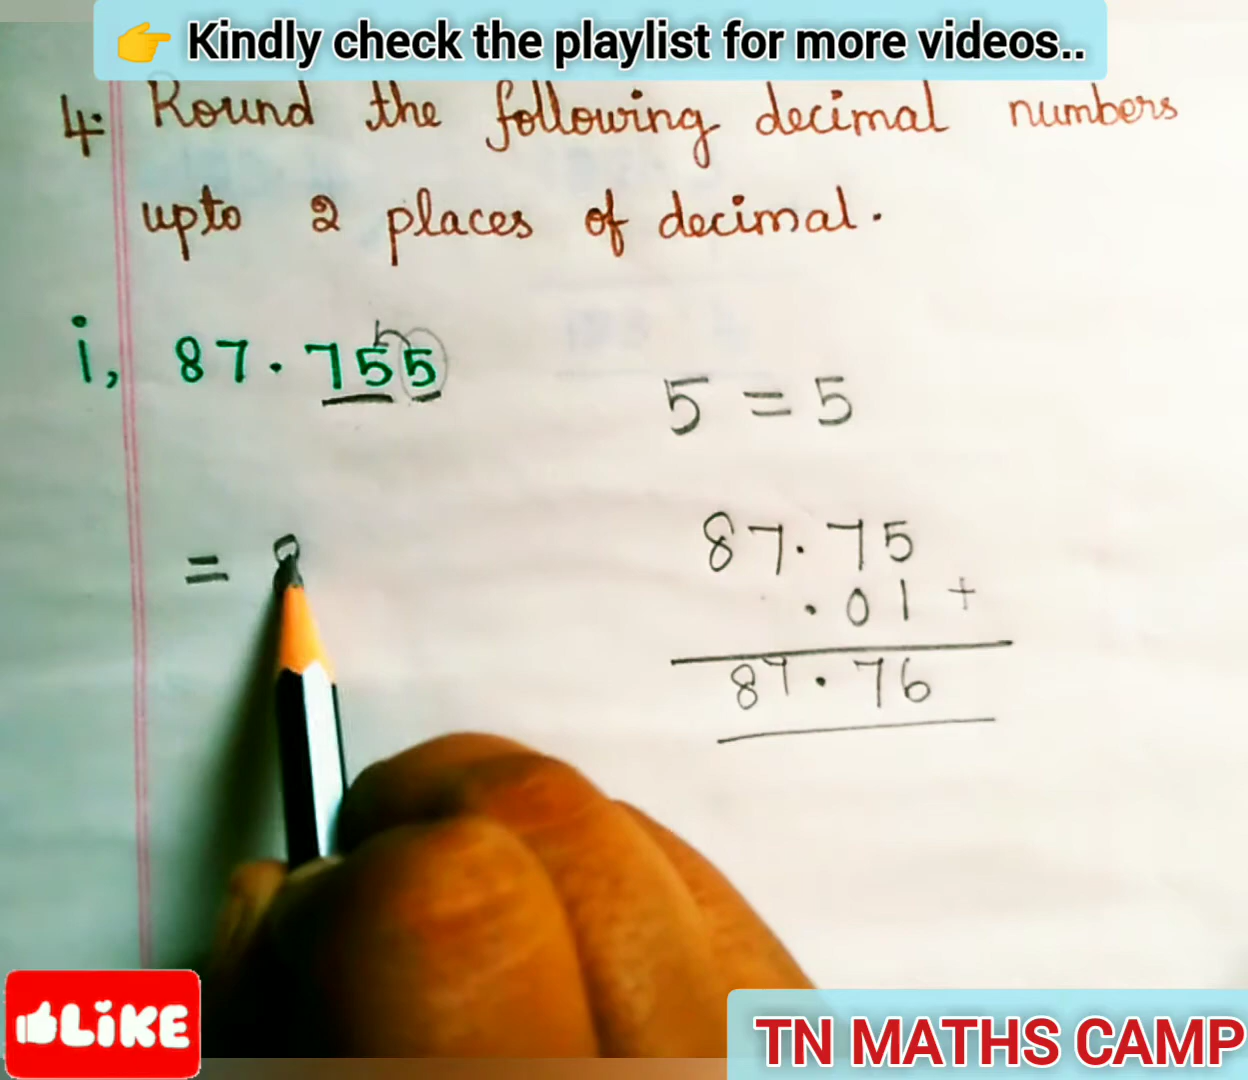 👉 Kindly check the playlist for more videos..
4. Round the following decimal numbers
upto 2 places of decimal.
i, 87.755
5 = 5
87.75
.01 +
87.76
= 8
LiKE
TN MATHS CAMP